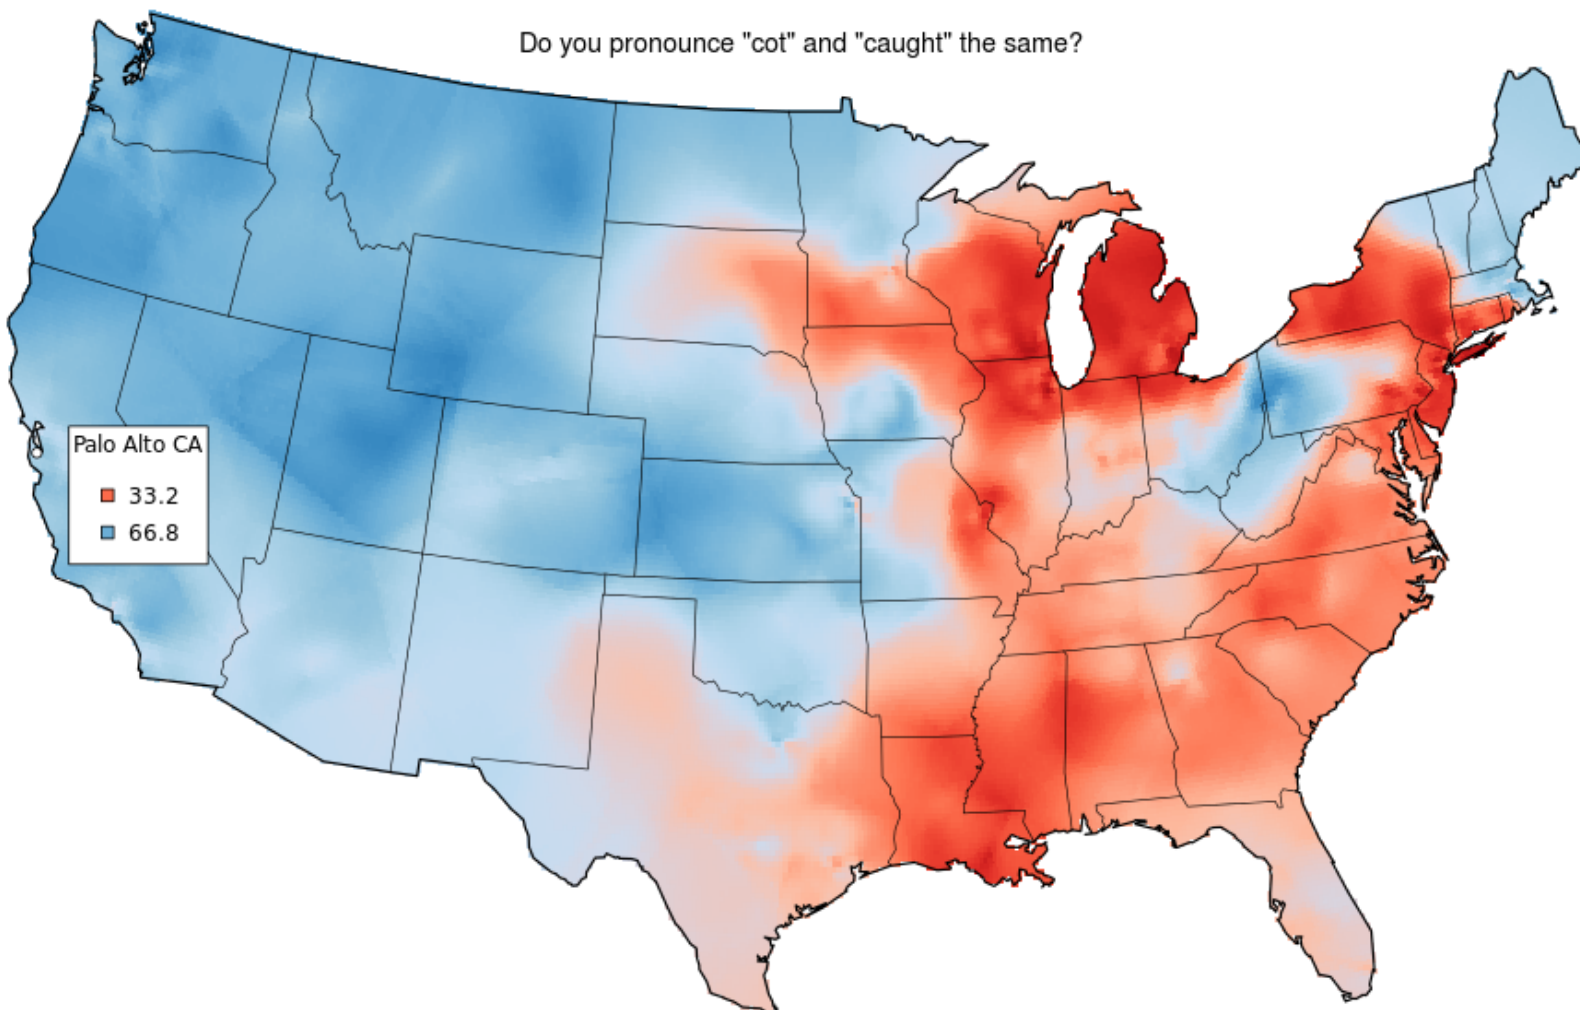 Do you pronounce "cot" and "caught" the same?
Palo Alto CA
33.2
66.8